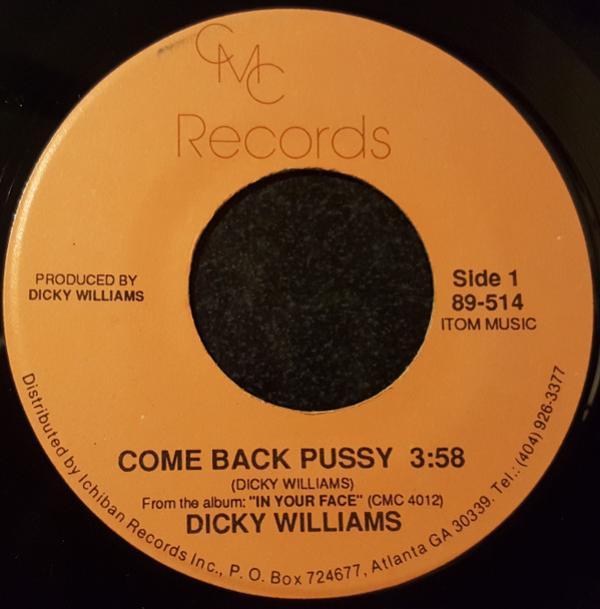 CMC
Records
PRODUCED BY
DICKY WILLIAMS
Side 1
89-514
ITOM MUSIC
COME BACK PUSSY 3:58
(DICKY WILLIAMS)
From the album: "IN YOUR FACE" (CMC 4012)
DICKY WILLIAMS
Distributed by Ichiban Records Inc., P. O. Box 724677, Atlanta GA 30339. Tel.: (404) 926-3377